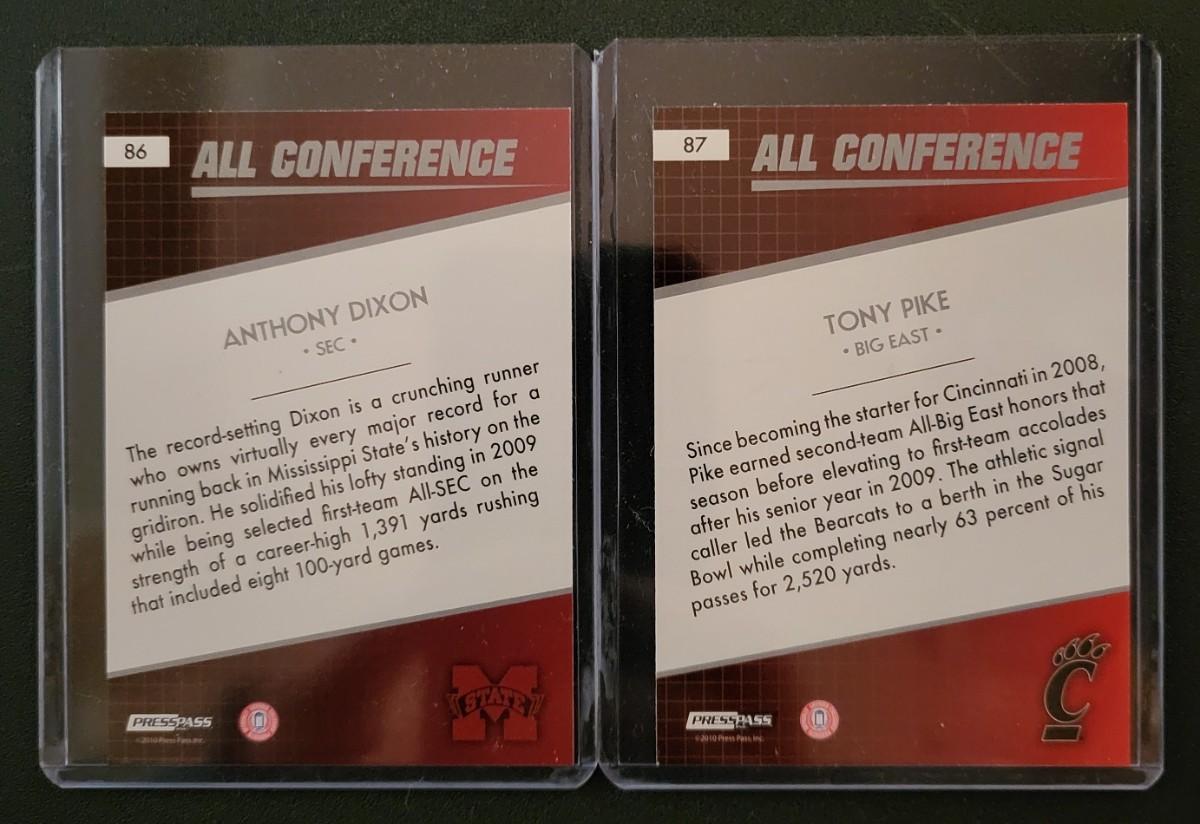 86
ALL CONFERENCE
ANTHONY DIXON
• SEC •
The record-setting Dixon is a crunching runner
who owns virtually every major record for a
running back in Mississippi State's history on the
gridiron. He solidified his lofty standing in 2009
while being selected first-team All-SEC on the
strength of a career-high 1,391 yards rushing
that included eight 100-yard games.
PRESSPASS
©2010 Press Pass, Inc.
M
STATE
87
ALL CONFERENCE
TONY PIKE
• BIG EAST •
Since becoming the starter for Cincinnati in 2008,
Pike earned second-team All-Big East honors that
season before elevating to first-team accolades
after his senior year in 2009. The athletic signal
caller led the Bearcats to a berth in the Sugar
Bowl while completing nearly 63 percent of his
passes for 2,520 yards.
PRESSPASS
©2010 Press Pass, Inc.
C